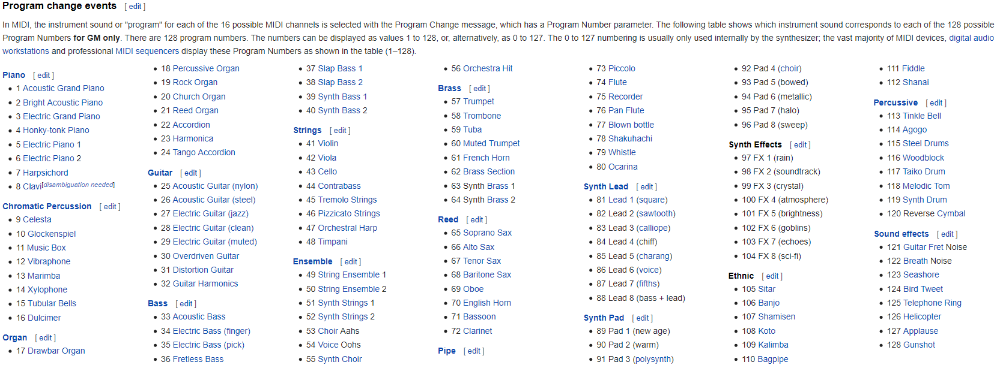 Program change events [ edit ]
In MIDI, the instrument sound or "program" for each of the 16 possible MIDI channels is selected with the Program Change message, which has a Program Number parameter. The following table shows which instrument sound corresponds to each of the 128 possible
Program Numbers for GM only. There are 128 program numbers. The numbers can be displayed as values 1 to 128, or, alternatively, as 0 to 127. The 0 to 127 numbering is usually only used internally by the synthesizer; the vast majority of MIDI devices, digital audio
workstations and professional MIDI sequencers display these Program Numbers as shown in the table (1–128).
Piano [ edit ]
• 1 Acoustic Grand Piano
• 2 Bright Acoustic Piano
• 3 Electric Grand Piano
• 4 Honky-tonk Piano
• 5 Electric Piano 1
• 6 Electric Piano 2
• 7 Harpsichord
• 8 Clavi[disambiguation needed]
Chromatic Percussion [ edit ]
• 9 Celesta
• 10 Glockenspiel
• 11 Music Box
• 12 Vibraphone
• 13 Marimba
• 14 Xylophone
• 15 Tubular Bells
• 16 Dulcimer
Organ [ edit ]
• 17 Drawbar Organ
• 18 Percussive Organ
• 19 Rock Organ
• 20 Church Organ
• 21 Reed Organ
• 22 Accordion
• 23 Harmonica
• 24 Tango Accordion
Guitar [ edit ]
• 25 Acoustic Guitar (nylon)
• 26 Acoustic Guitar (steel)
• 27 Electric Guitar (jazz)
• 28 Electric Guitar (clean)
• 29 Electric Guitar (muted)
• 30 Overdriven Guitar
• 31 Distortion Guitar
• 32 Guitar Harmonics
Bass [ edit ]
• 33 Acoustic Bass
• 34 Electric Bass (finger)
• 35 Electric Bass (pick)
• 36 Fretless Bass
• 37 Slap Bass 1
• 38 Slap Bass 2
• 39 Synth Bass 1
• 40 Synth Bass 2
Strings [ edit ]
• 41 Violin
• 42 Viola
• 43 Cello
• 44 Contrabass
• 45 Tremolo Strings
• 46 Pizzicato Strings
• 47 Orchestral Harp
• 48 Timpani
Ensemble [ edit ]
• 49 String Ensemble 1
• 50 String Ensemble 2
• 51 Synth Strings 1
• 52 Synth Strings 2
• 53 Choir Aahs
• 54 Voice Oohs
• 55 Synth Choir
• 56 Orchestra Hit
Brass [ edit ]
• 57 Trumpet
• 58 Trombone
• 59 Tuba
• 60 Muted Trumpet
• 61 French Horn
• 62 Brass Section
• 63 Synth Brass 1
• 64 Synth Brass 2
Reed [ edit ]
• 65 Soprano Sax
• 66 Alto Sax
• 67 Tenor Sax
• 68 Baritone Sax
• 69 Oboe
• 70 English Horn
• 71 Bassoon
• 72 Clarinet
Pipe [ edit ]
• 73 Piccolo
• 74 Flute
• 75 Recorder
• 76 Pan Flute
• 77 Blown bottle
• 78 Shakuhachi
• 79 Whistle
• 80 Ocarina
Synth Lead [ edit ]
• 81 Lead 1 (square)
• 82 Lead 2 (sawtooth)
• 83 Lead 3 (calliope)
• 84 Lead 4 (chiff)
• 85 Lead 5 (charang)
• 86 Lead 6 (voice)
• 87 Lead 7 (fifths)
• 88 Lead 8 (bass + lead)
Synth Pad [ edit ]
• 89 Pad 1 (new age)
• 90 Pad 2 (warm)
• 91 Pad 3 (polysynth)
• 92 Pad 4 (choir)
• 93 Pad 5 (bowed)
• 94 Pad 6 (metallic)
• 95 Pad 7 (halo)
• 96 Pad 8 (sweep)
Synth Effects [ edit ]
• 97 FX 1 (rain)
• 98 FX 2 (soundtrack)
• 99 FX 3 (crystal)
• 100 FX 4 (atmosphere)
• 101 FX 5 (brightness)
• 102 FX 6 (goblins)
• 103 FX 7 (echoes)
• 104 FX 8 (sci-fi)
Ethnic [ edit ]
• 105 Sitar
• 106 Banjo
• 107 Shamisen
• 108 Koto
• 109 Kalimba
• 110 Bagpipe
• 111 Fiddle
• 112 Shanai
Percussive [ edit ]
• 113 Tinkle Bell
• 114 Agogo
• 115 Steel Drums
• 116 Woodblock
• 117 Taiko Drum
• 118 Melodic Tom
• 119 Synth Drum
• 120 Reverse Cymbal
Sound effects [ edit ]
• 121 Guitar Fret Noise
• 122 Breath Noise
• 123 Seashore
• 124 Bird Tweet
• 125 Telephone Ring
• 126 Helicopter
• 127 Applause
• 128 Gunshot